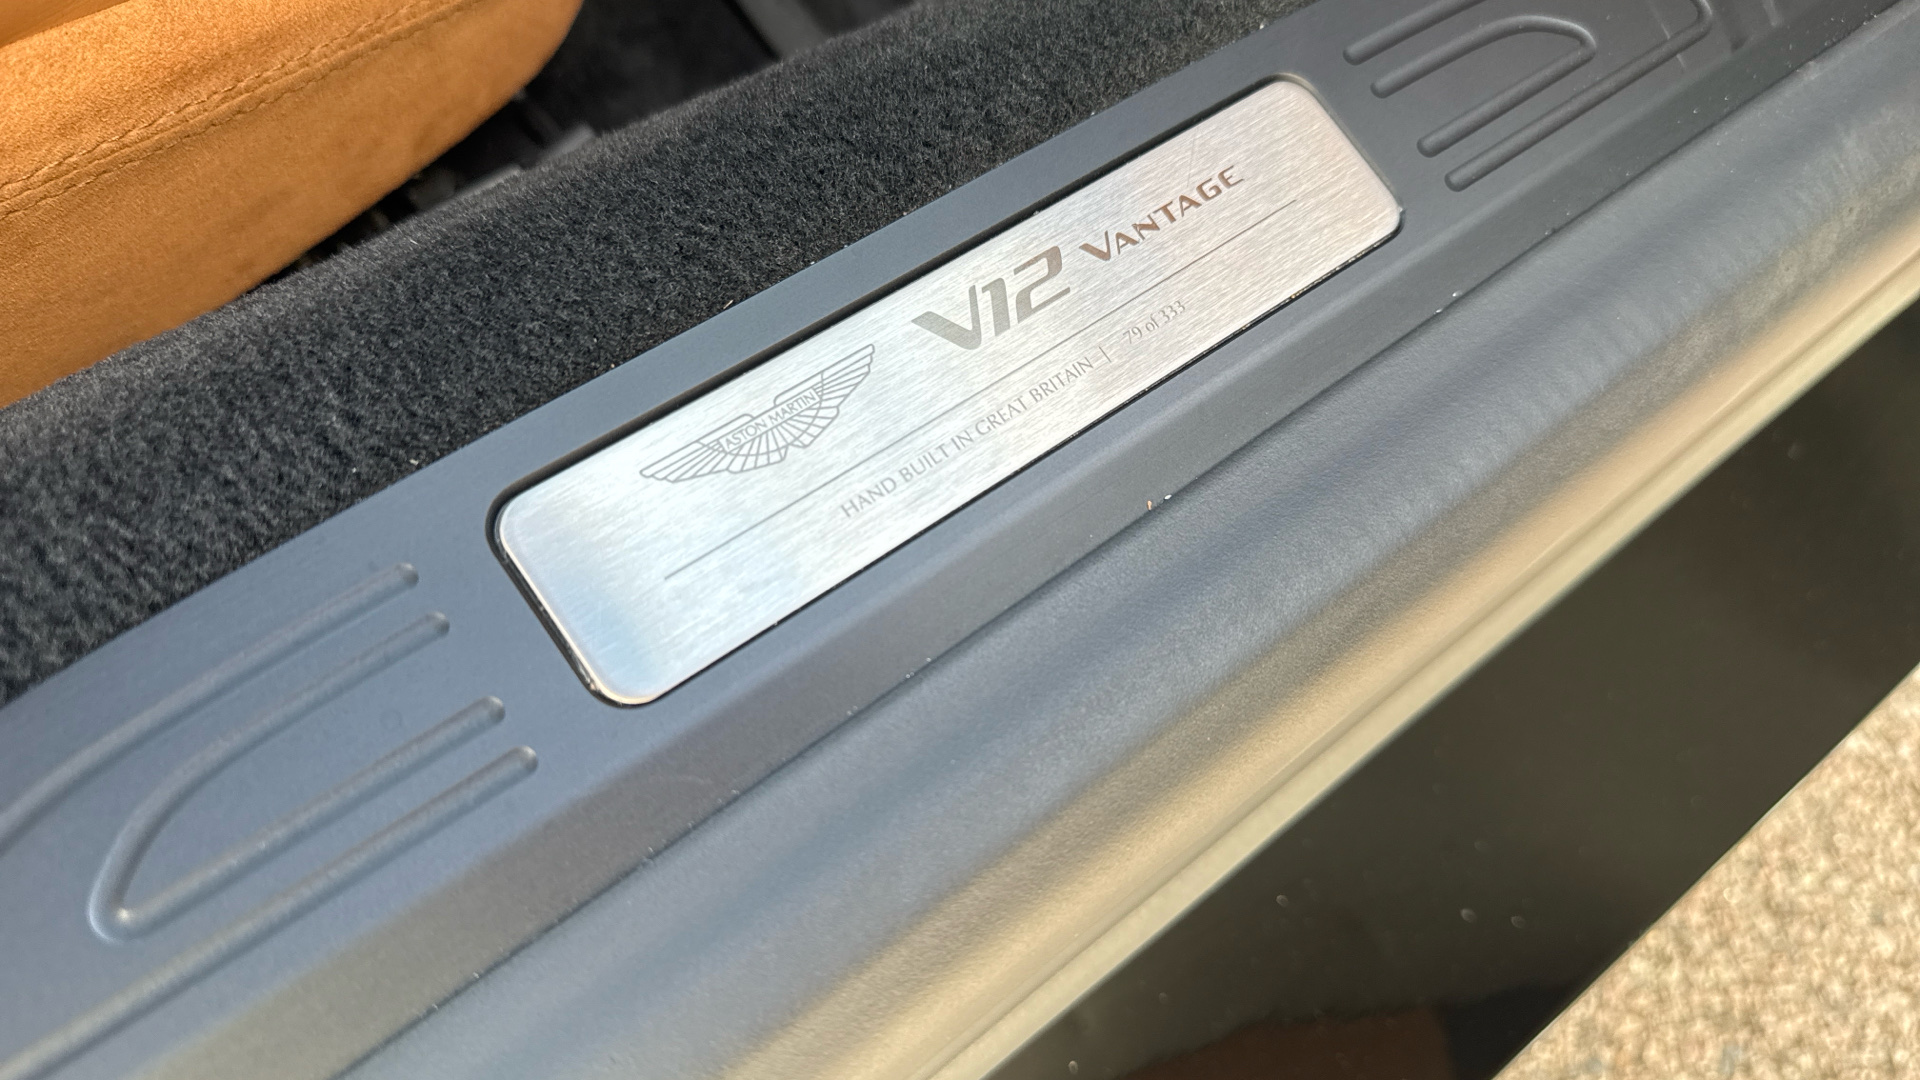 ASTON MARTIN
V12 VANTAGE
HAND BUILT IN GREAT BRITAIN | 79 of 333